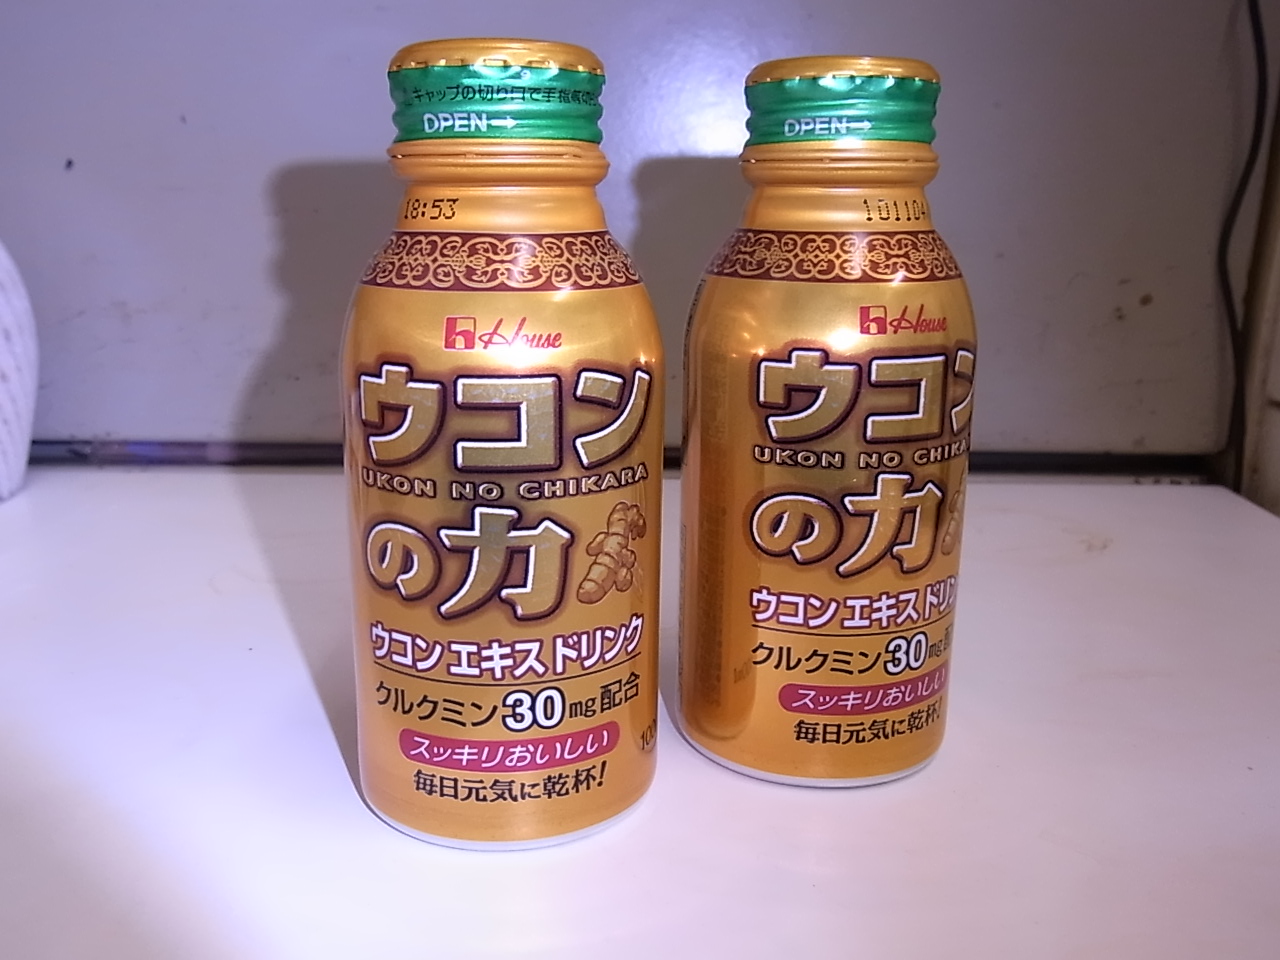 キャップの切り口で手指
OPEN→
18:53
House
ウコン
UKON NO CHIKARA
の力
ウコン エキス ドリンク
クルクミン30mg配合
スッキリおいしい
100
毎日元気に乾杯!
OPEN→
101104
House
ウコン
UKON NO CHIKA
の力
ウコン エキス ドリン
クルクミン30mg配
スッキリおいしい
毎日元気に乾杯!